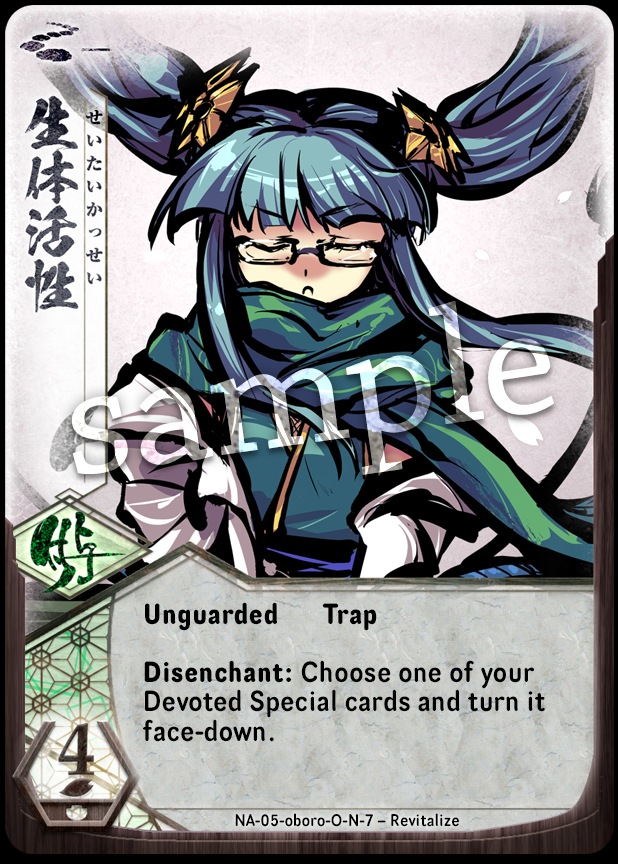 生体活性
せいたいかっせい
sample
Unguarded Trap
Disenchant: Choose one of your
Devoted Special cards and turn it
face-down.
4
NA-05-oboro-O-N-7 – Revitalize